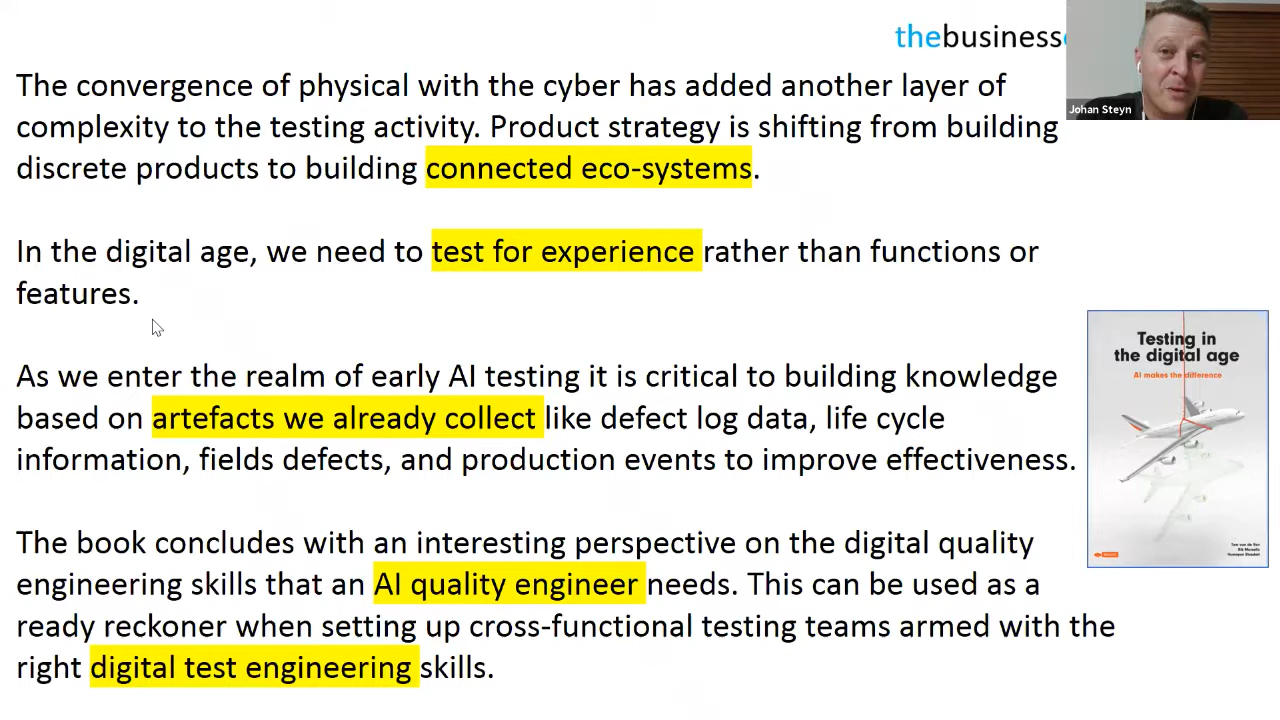 thebusiness
Johan Steyn
The convergence of physical with the cyber has added another layer of
complexity to the testing activity. Product strategy is shifting from building
discrete products to building connected eco-systems.
In the digital age, we need to test for experience rather than functions or
features.
As we enter the realm of early AI testing it is critical to building knowledge
based on artefacts we already collect like defect log data, life cycle
information, fields defects, and production events to improve effectiveness.
The book concludes with an interesting perspective on the digital quality
engineering skills that an AI quality engineer needs. This can be used as a
ready reckoner when setting up cross-functional testing teams armed with the
right digital test engineering skills.
Testing in
the digital age
AI makes the difference